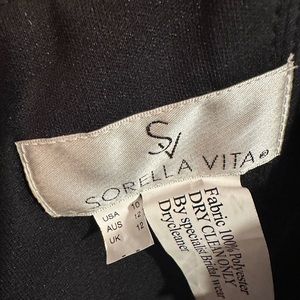 SV
SORELLA VITA®
USA 10
AUS 12
UK 12
Fabric 100% Polyester
DRY CLEAN ONLY
By specialist Bridal wear
Drycleaner